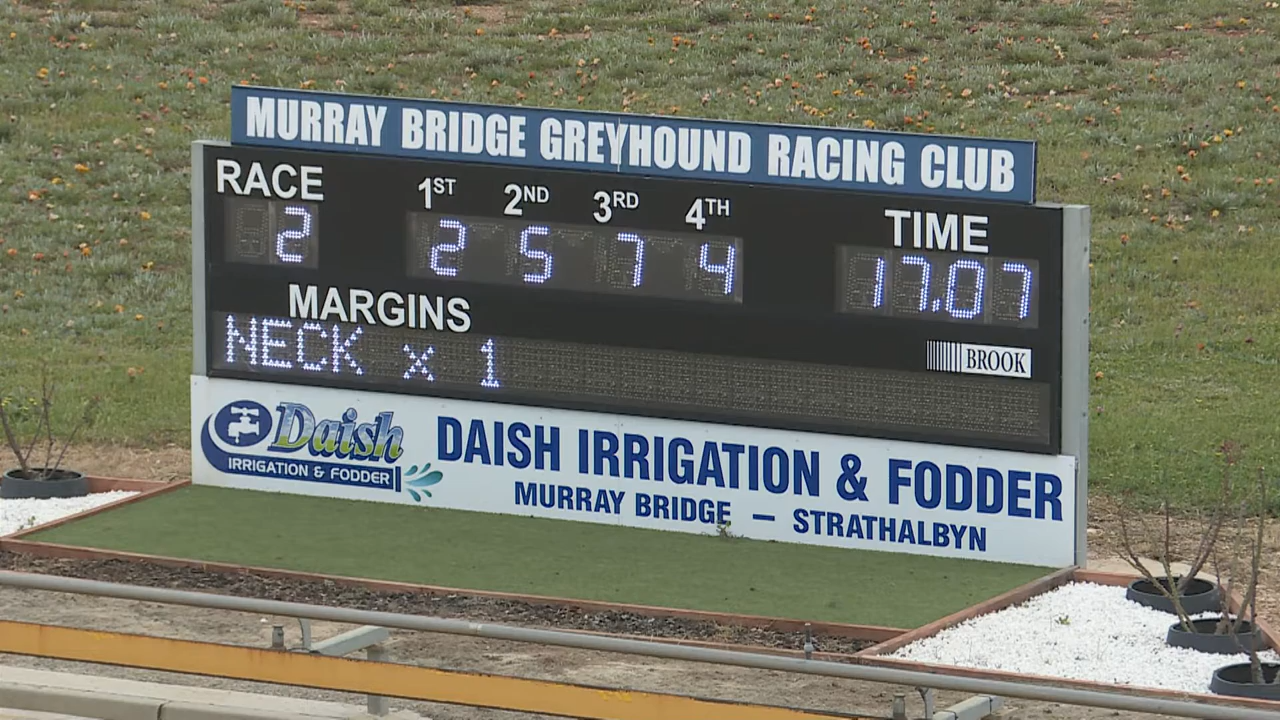 MURRAY BRIDGE GREYHOUND RACING CLUB
RACE 1ST 2ND 3RD 4TH TIME
2 2 5 7 4 17.07
MARGINS
NECK x 1
BROOK
Daish
IRRIGATION & FODDER
DAISH IRRIGATION & FODDER
MURRAY BRIDGE – STRATHALBYN